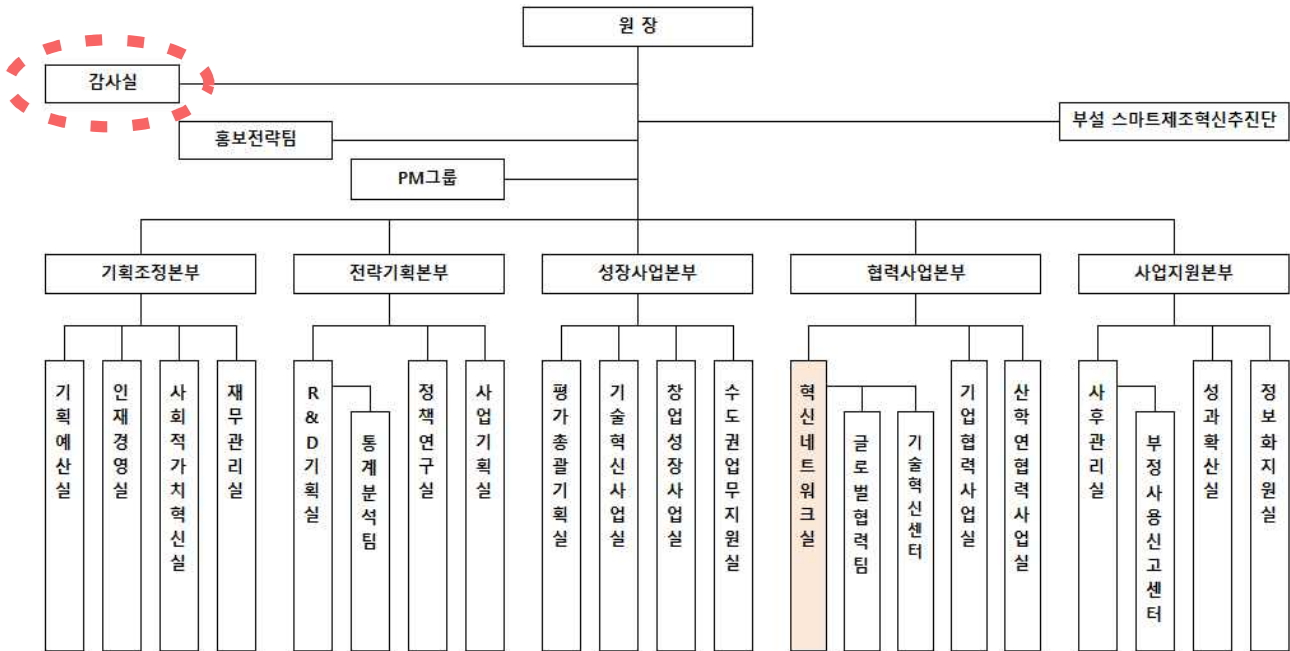 원 장
감사실
부설 스마트제조혁신추진단
홍보전략팀
PM그룹
기획조정본부
전략기획본부
성장사업본부
협력사업본부
사업지원본부
기획예산실
인재경영실
사회적가치혁신실
재무관리실
R&D기획실
통계분석팀
정책연구실
사업기획실
평가총괄기획실
기술혁신사업실
창업성장사업실
수도권업무지원실
혁신네트워크실
글로벌협력팀
기술혁신센터
기업협력사업실
산학연협력사업실
사후관리실
부정사용신고센터
성과확산실
정보화지원실